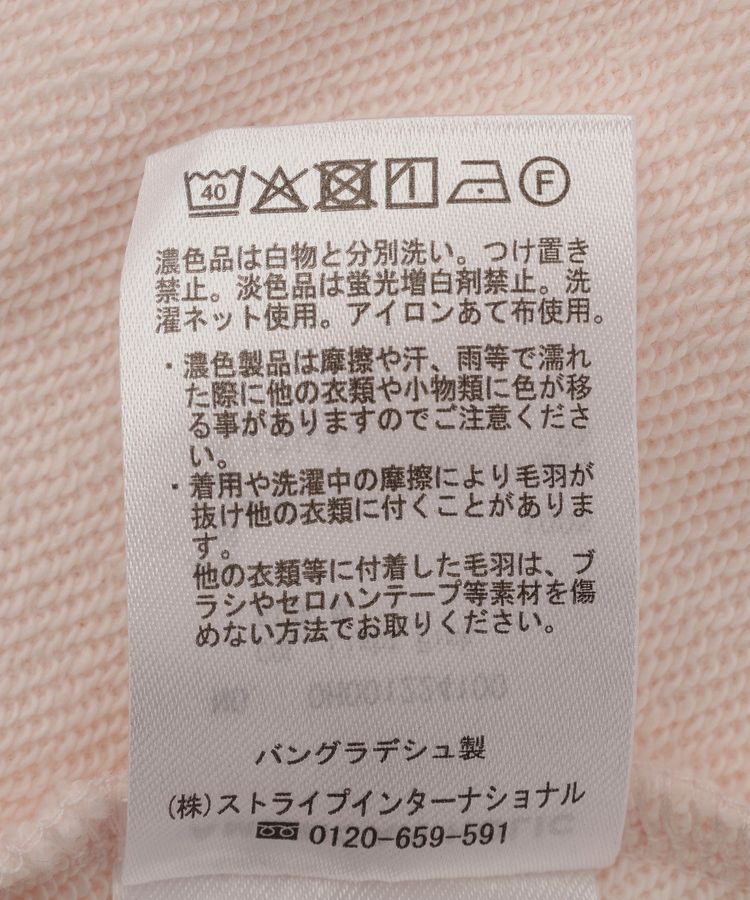 40 F
濃色品は白物と分別洗い。つけ置き
禁止。淡色品は蛍光増白剤禁止。洗
濯ネット使用。アイロンあて布使用。
・濃色製品は摩擦や汗、雨等で濡れ
た際に他の衣類や小物類に色が移
る事がありますのでご注意くださ
い。
・着用や洗濯中の摩擦により毛羽が
抜け他の衣類に付くことがありま
す。
他の衣類等に付着した毛羽は、ブ
ラシやセロハンテープ等素材を傷
めない方法でお取りください。
バングラデシュ製
(株)ストライプインターナショナル
0120-659-591